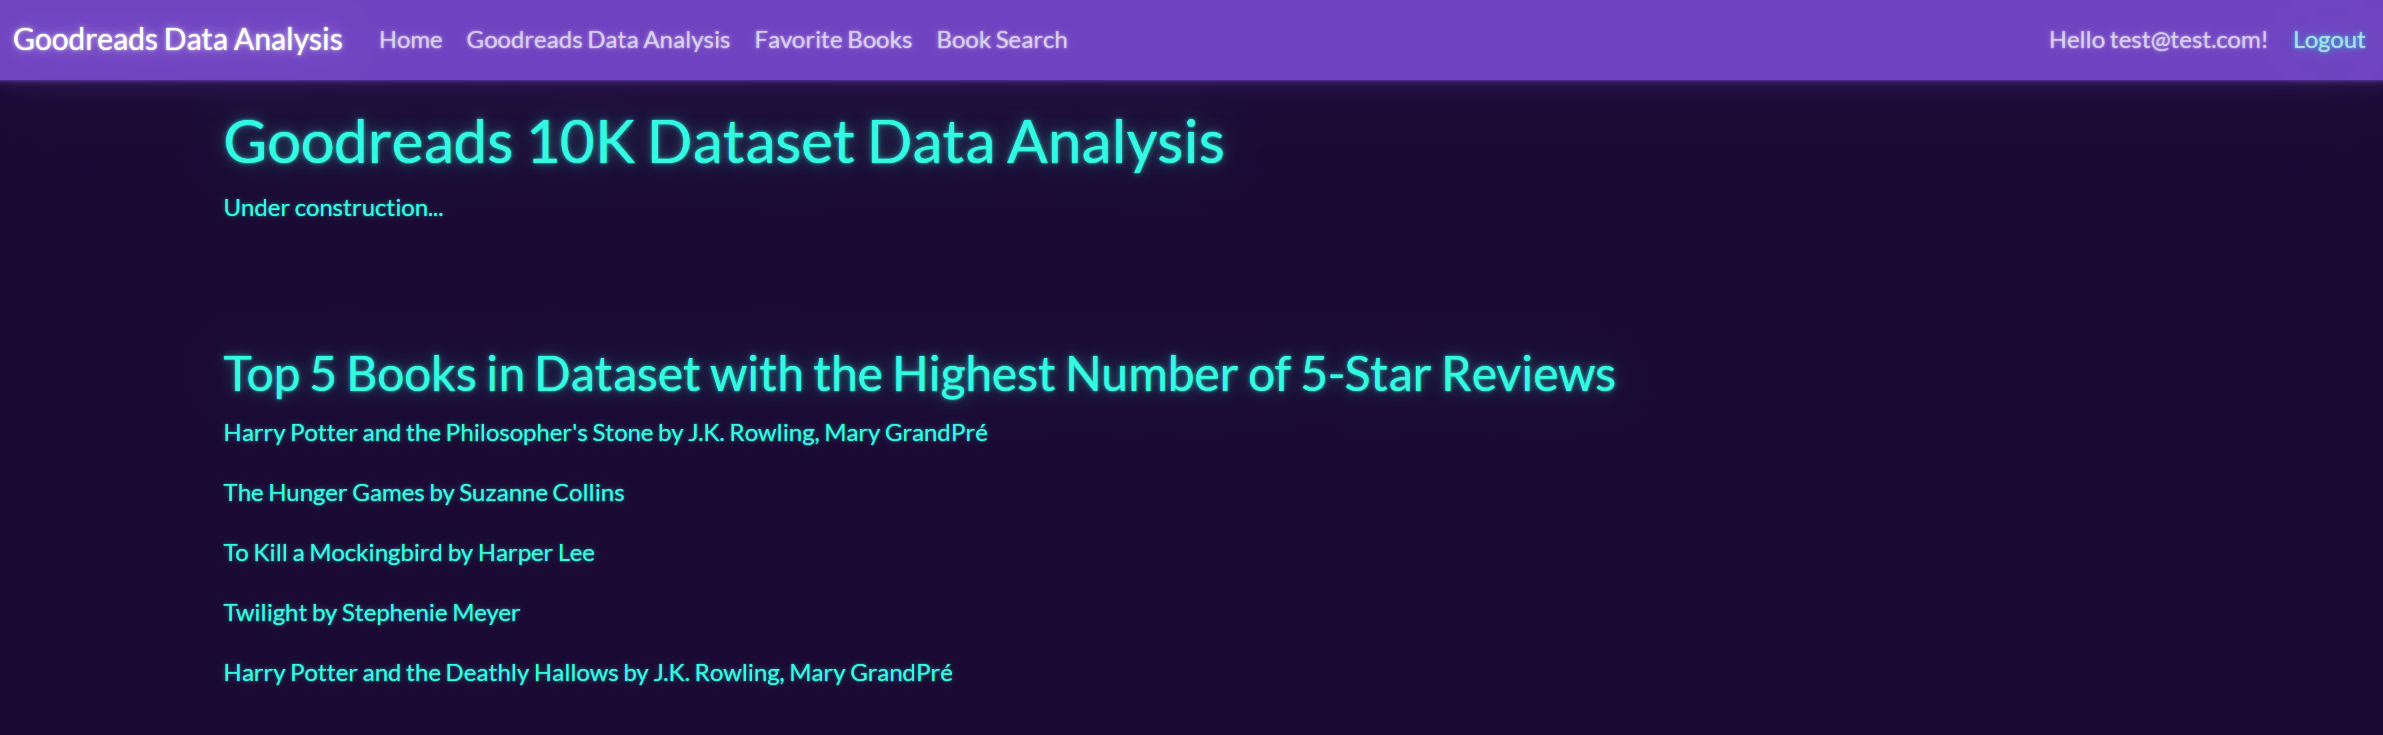 Goodreads Data Analysis Home Goodreads Data Analysis Favorite Books Book Search Hello test@test.com! Logout
Goodreads 10K Dataset Data Analysis
Under construction...
Top 5 Books in Dataset with the Highest Number of 5-Star Reviews
Harry Potter and the Philosopher's Stone by J.K. Rowling, Mary GrandPré
The Hunger Games by Suzanne Collins
To Kill a Mockingbird by Harper Lee
Twilight by Stephenie Meyer
Harry Potter and the Deathly Hallows by J.K. Rowling, Mary GrandPré